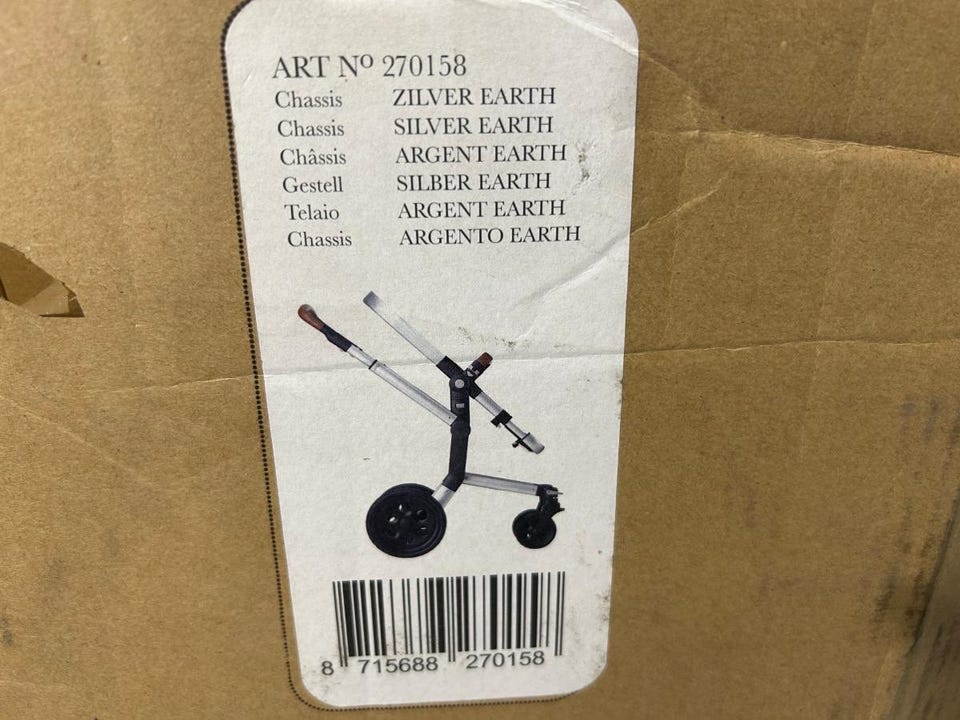 ART Nº 270158
Chassis ZILVER EARTH
Chassis SILVER EARTH
Châssis ARGENT EARTH
Gestell SILBER EARTH
Telaio ARGENT EARTH
Chassis ARGENTO EARTH
8 715688 270158